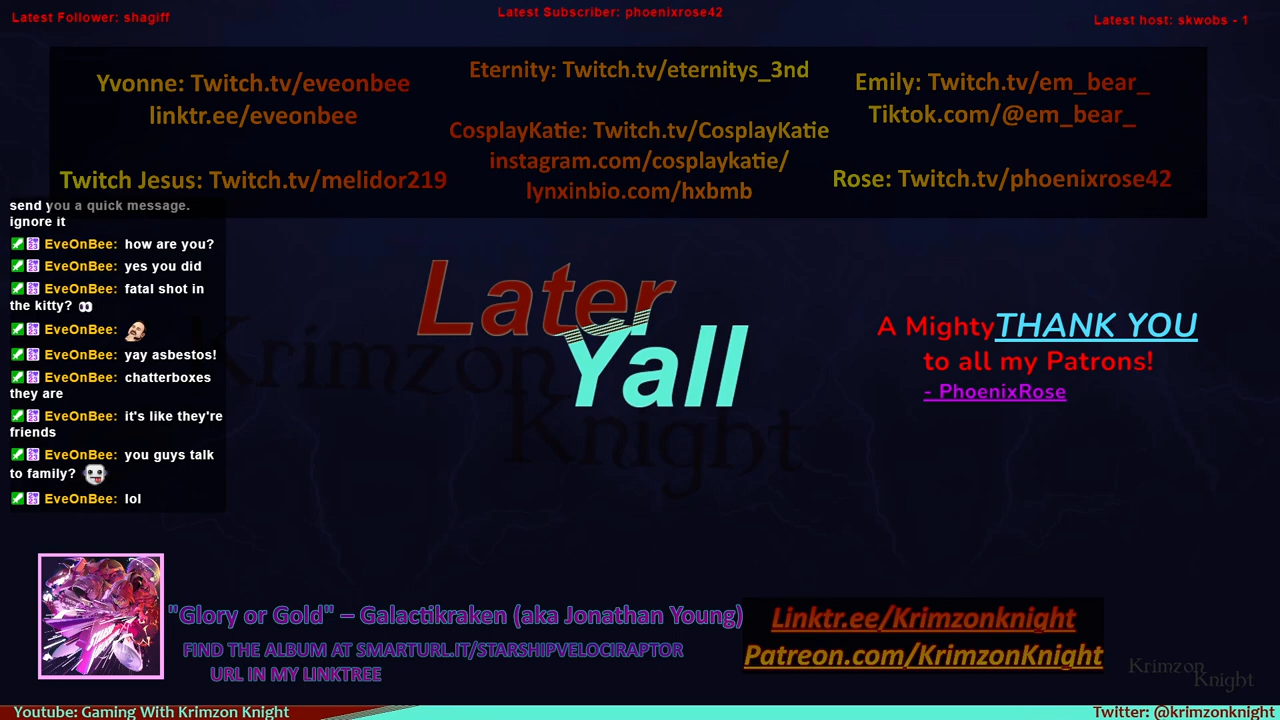 Latest Follower: shagiff
Latest Subscriber: phoenixrose42
Latest host: skwobs - 1
Yvonne: Twitch.tv/eveonbee
linktr.ee/eveonbee
Twitch Jesus: Twitch.tv/melidor219
Eternity: Twitch.tv/eternitys_3nd
CosplayKatie: Twitch.tv/CosplayKatie
instagram.com/cosplaykatie/
lynxinbio.com/hxbmb
Emily: Twitch.tv/em_bear_
Tiktok.com/@em_bear_
Rose: Twitch.tv/phoenixrose42
send you a quick message.
ignore it
EveOnBee: how are you?
EveOnBee: yes you did
EveOnBee: fatal shot in
the kitty?
EveOnBee:
EveOnBee: yay asbestos!
EveOnBee: chatterboxes
they are
EveOnBee: it's like they're
friends
EveOnBee: you guys talk
to family?
EveOnBee: lol
Later
Yall
Krimzon
Knight
A Mighty THANK YOU
to all my Patrons!
- PhoenixRose
"Glory or Gold" – Galactikraken (aka Jonathan Young)
FIND THE ALBUM AT SMARTURL.IT/STARSHIPVELOCIRAPTOR
URL IN MY LINKTREE
Linktr.ee/Krimzonknight
Patreon.com/KrimzonKnight
Krimzon
Knight
Youtube: Gaming With Krimzon Knight
Twitter: @krimzonknight